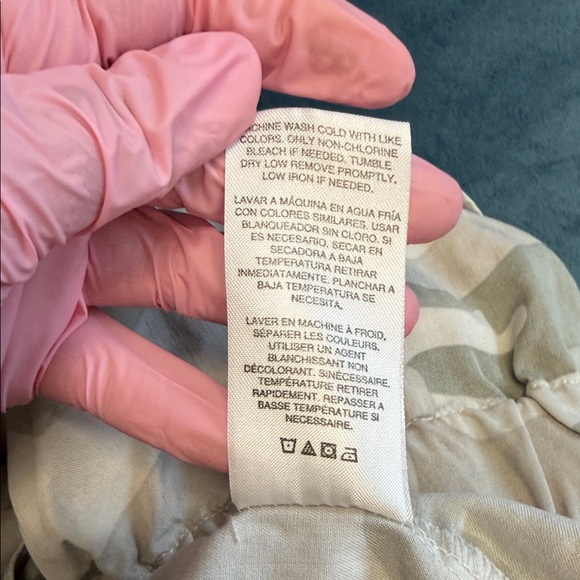 MACHINE WASH COLD WITH LIKE
COLORS. ONLY NON-CHLORINE
BLEACH IF NEEDED. TUMBLE
DRY LOW REMOVE PROMPTLY.
LOW IRON IF NEEDED.
LAVAR A MÁQUINA EN AGUA FRÍA
CON COLORES SIMILARES. USAR
BLANQUEADOR SIN CLORO. SI
ES NECESARIO, SECAR EN
SECADORA A BAJA
TEMPERATURA RETIRAR
INMEDIATAMENTE. PLANCHAR A
BAJA TEMPERATURA SE
NECESITA.
LAVER EN MACHINE À FROID.
SÉPARER LES COULEURS.
UTILISER UN AGENT
BLANCHISSANT NON
DÉCOLORANT. SINÉCESSAIRE.
TEMPÉRATURE RETIRER
RAPIDEMENT. REPASSER A
BASSE TEMPÉRATURE SI
NÉCESSAIRE.